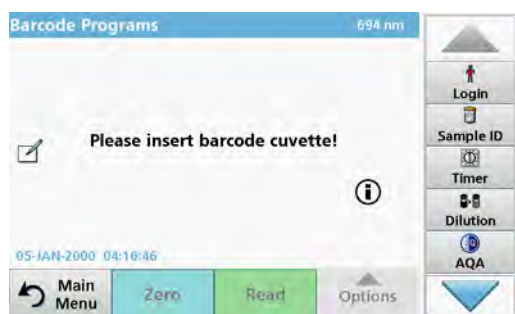 Barcode Programs
694 nm
Please insert barcode cuvette!
05-JAN-2000 04:16:46
Main
Menu
Zero
Read
Options
Login
Sample ID
Timer
Dilution
AQA